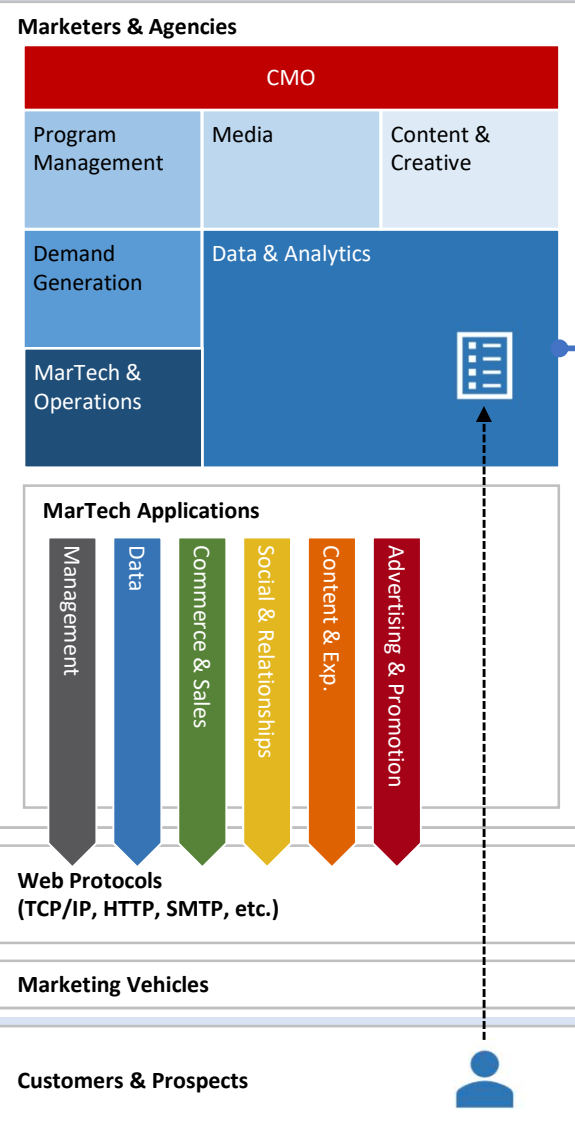 Marketers & Agencies
CMO
Program
Management
Media
Content &
Creative
Demand
Generation
Data & Analytics
MarTech &
Operations
MarTech Applications
Management
Data
Commerce & Sales
Social & Relationships
Content & Exp.
Advertising & Promotion
Web Protocols
(TCP/IP, HTTP, SMTP, etc.)
Marketing Vehicles
Customers & Prospects